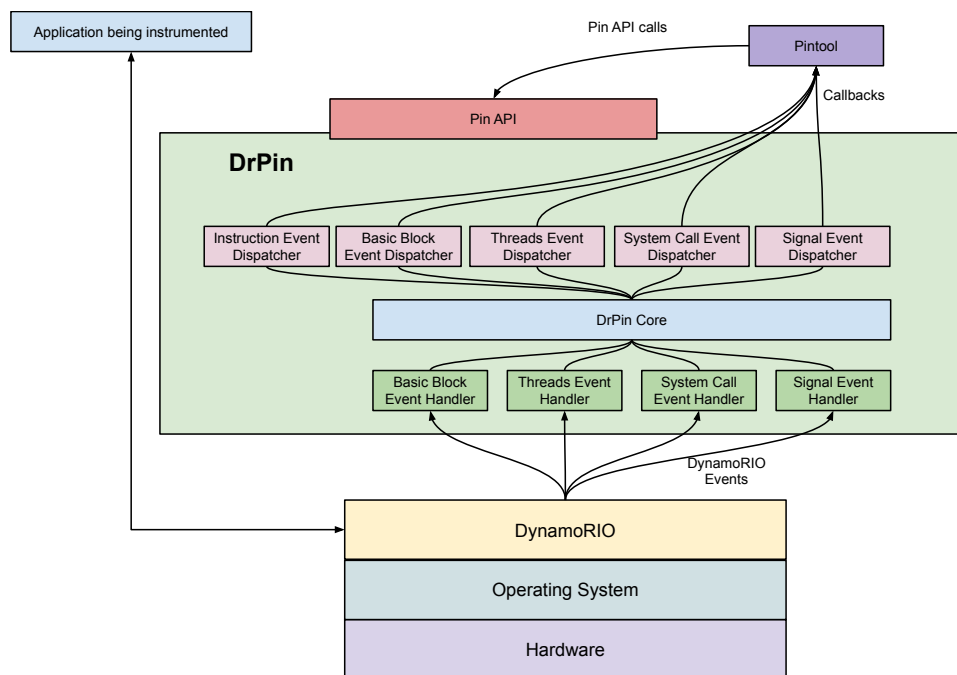 Application being instrumented
Pin API calls
Pintool
Callbacks
Pin API
DrPin
Instruction Event
Dispatcher
Basic Block
Event Dispatcher
Threads Event
Dispatcher
System Call Event
Dispatcher
Signal Event
Dispatcher
DrPin Core
Basic Block
Event Handler
Threads Event
Handler
System Call
Event Handler
Signal Event
Handler
DynamoRIO
Events
DynamoRIO
Operating System
Hardware